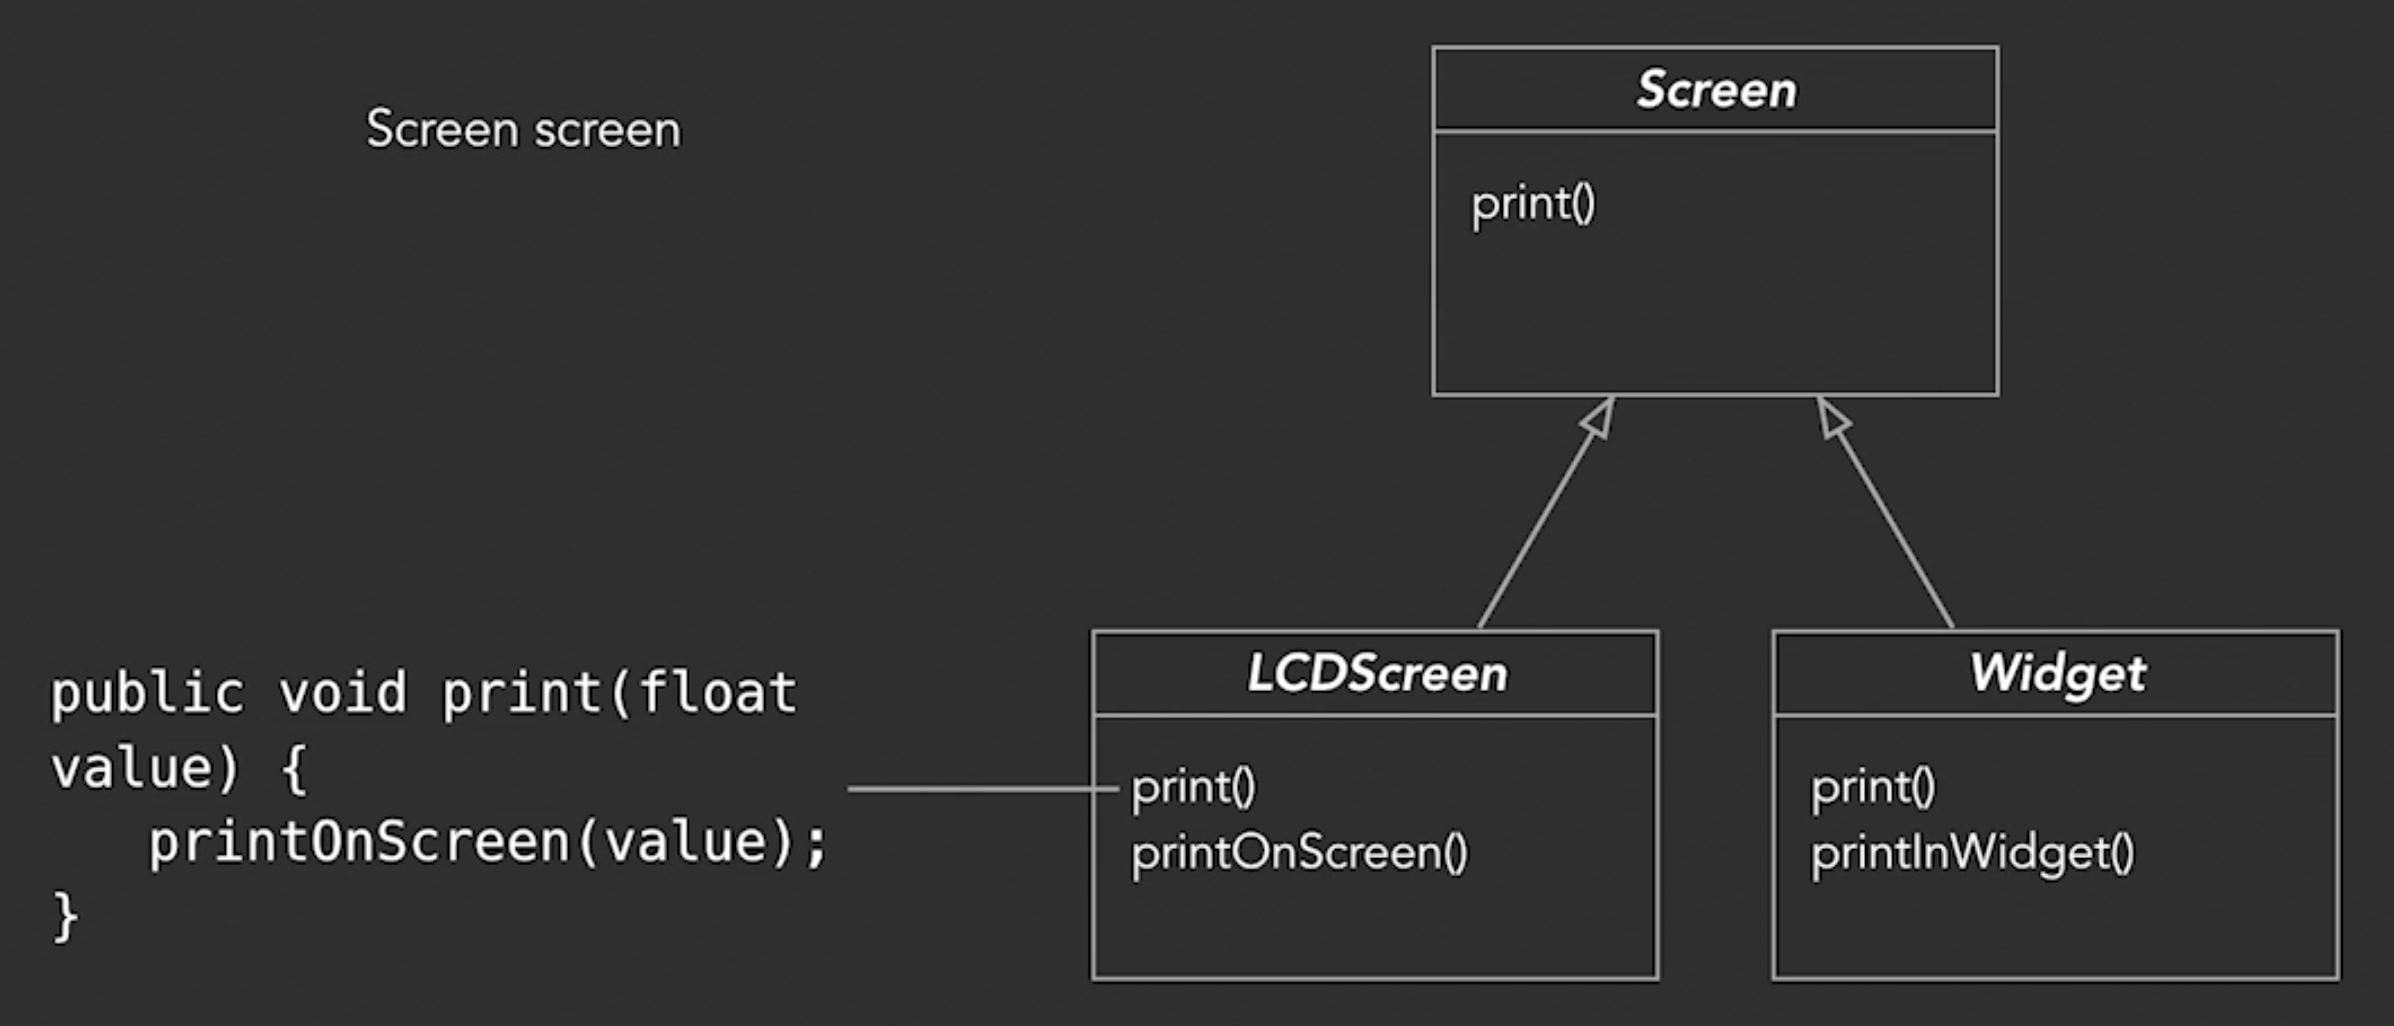 Screen screen
Screen
print()
public void print(float
value) {
   printOnScreen(value);
}
LCDScreen
print()
printOnScreen()
Widget
print()
printInWidget()